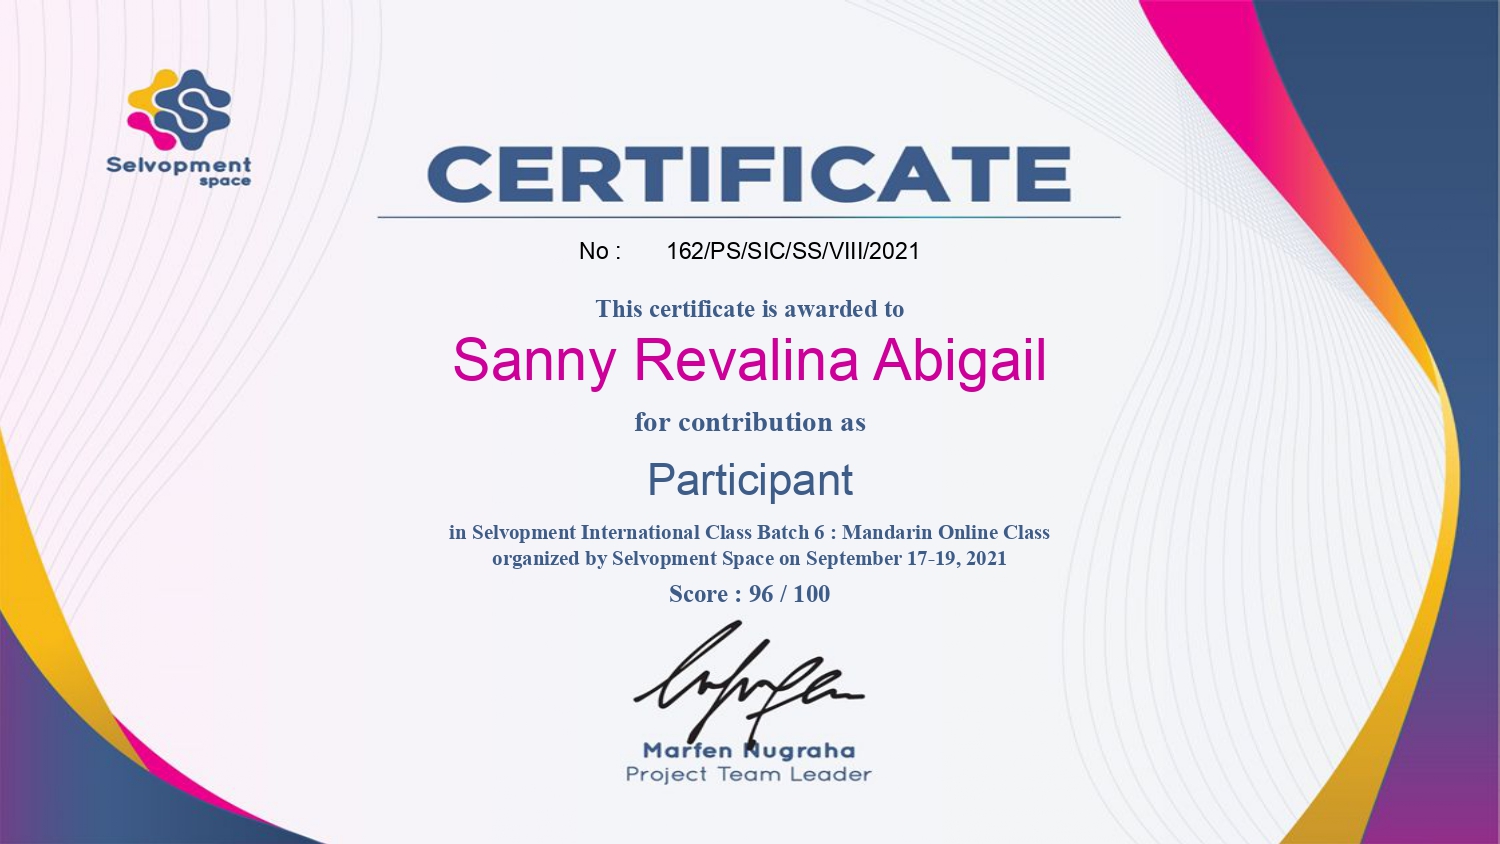 Selvopment
space
CERTIFICATE
No : 162/PS/SIC/SS/VIII/2021
This certificate is awarded to
Sanny Revalina Abigail
for contribution as
Participant
in Selvopment International Class Batch 6 : Mandarin Online Class
organized by Selvopment Space on September 17-19, 2021
Score : 96 / 100
Marfen Nugraha
Project Team Leader